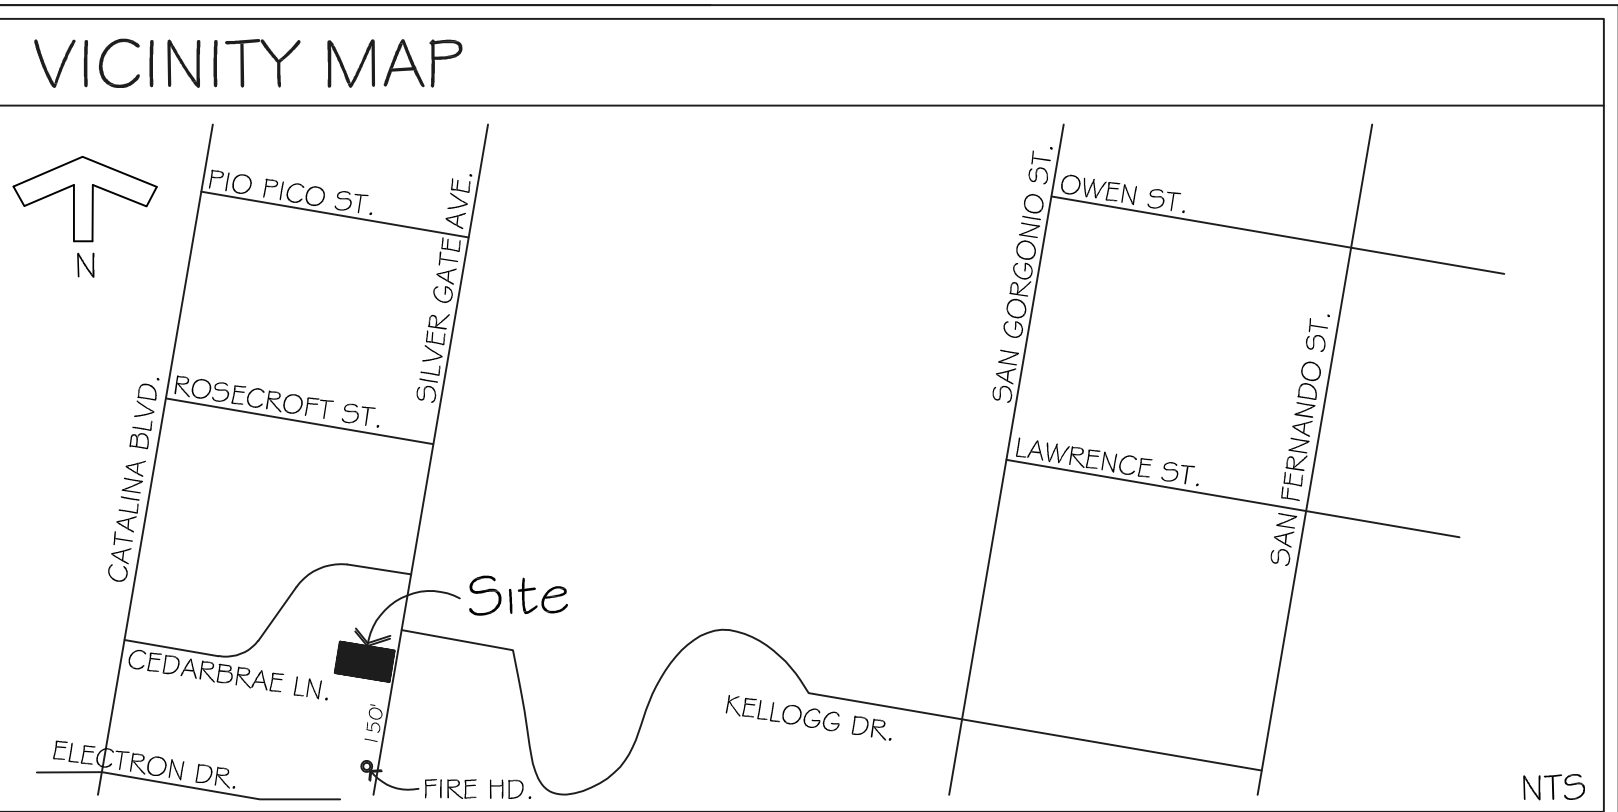 VICINITY MAP
N
PIO PICO ST.
SILVER GATE AVE.
SAN GORGONIO ST.
OWEN ST.
CATALINA BLVD.
ROSECROFT ST.
SAN FERNANDO ST.
LAWRENCE ST.
Site
CEDARBRAE LN.
KELLOGG DR.
150'
ELECTRON DR.
FIRE HD.
NTS